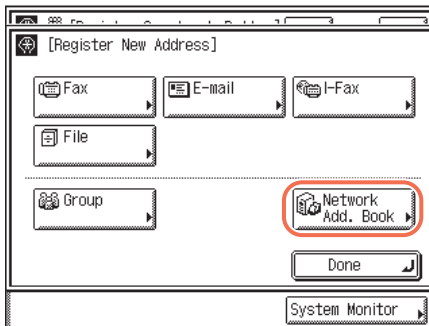 [Register New Address]
Fax
E-mail
I-Fax
File
Group
Network
Add. Book
Done
System Monitor